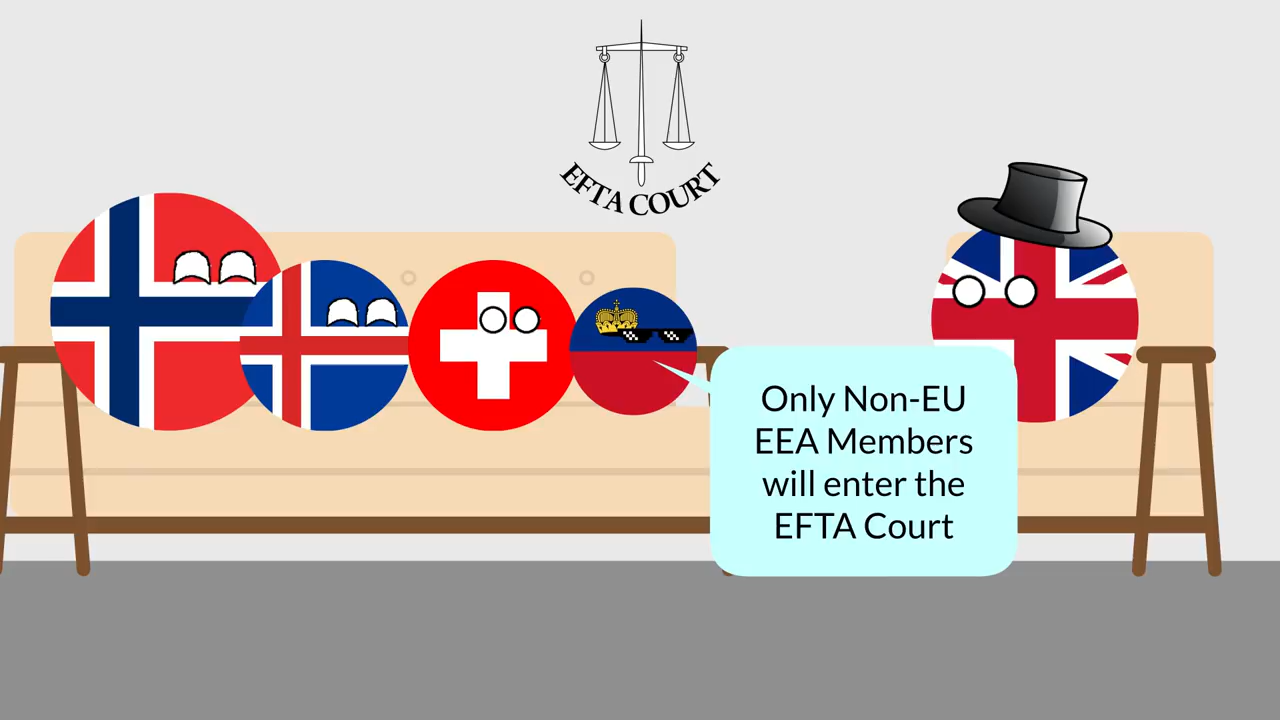 EFTA COURT
Only Non-EU
EEA Members
will enter the
EFTA Court